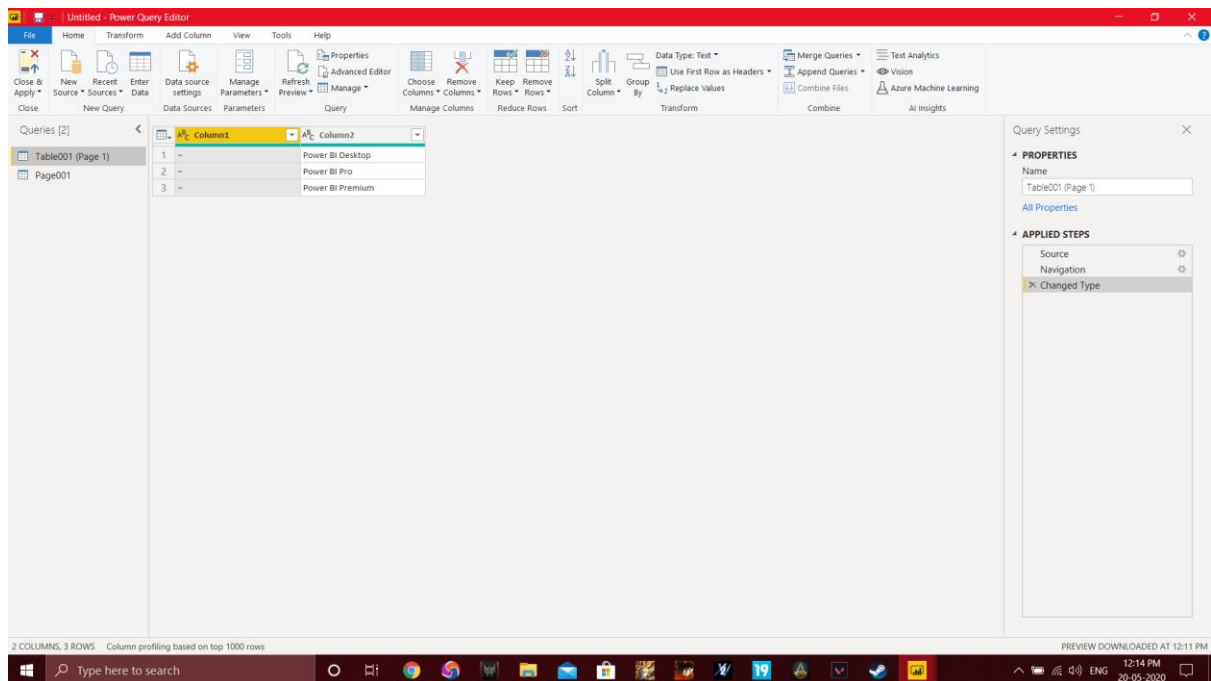 Untitled - Power Query Editor
File Home Transform Add Column View Tools Help
Close & Apply
New Source
Recent Sources
Enter Data
Data source settings
Manage Parameters
Refresh Preview
Properties
Advanced Editor
Manage
Choose Columns
Remove Columns
Keep Rows
Remove Rows
Split Column
Group By
Data Type: Text
Use First Row as Headers
Replace Values
Merge Queries
Append Queries
Combine Files
Text Analytics
Vision
Azure Machine Learning
Close New Query Data Sources Parameters Query Manage Columns Reduce Rows Sort Transform Combine AI Insights
Queries [2]
Table001 (Page 1)
Page001
ABC Column1 ABC Column2
1 - Power BI Desktop
2 - Power BI Pro
3 - Power BI Premium
Query Settings
PROPERTIES
Name
Table001 (Page 1)
All Properties
APPLIED STEPS
Source
Navigation
Changed Type
2 COLUMNS, 3 ROWS Column profiling based on top 1000 rows
PREVIEW DOWNLOADED AT 12:11 PM
Type here to search
19
ENG
12:14 PM
20-05-2020